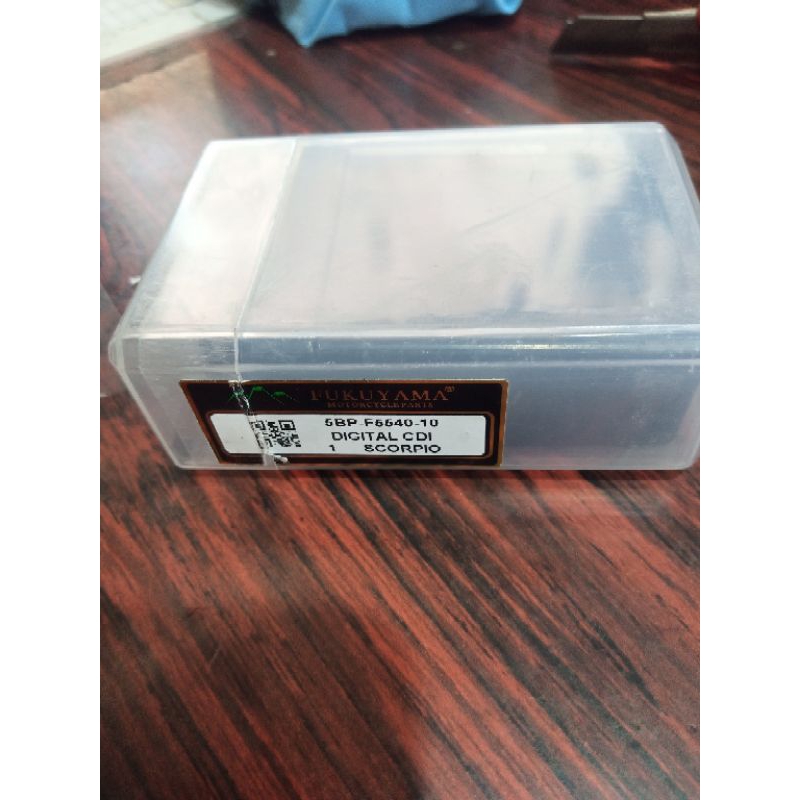 FUKUYAMA®
MOTORCYCLE PARTS
5BP-F5540-10
DIGITAL CDI
1 SCORPIO